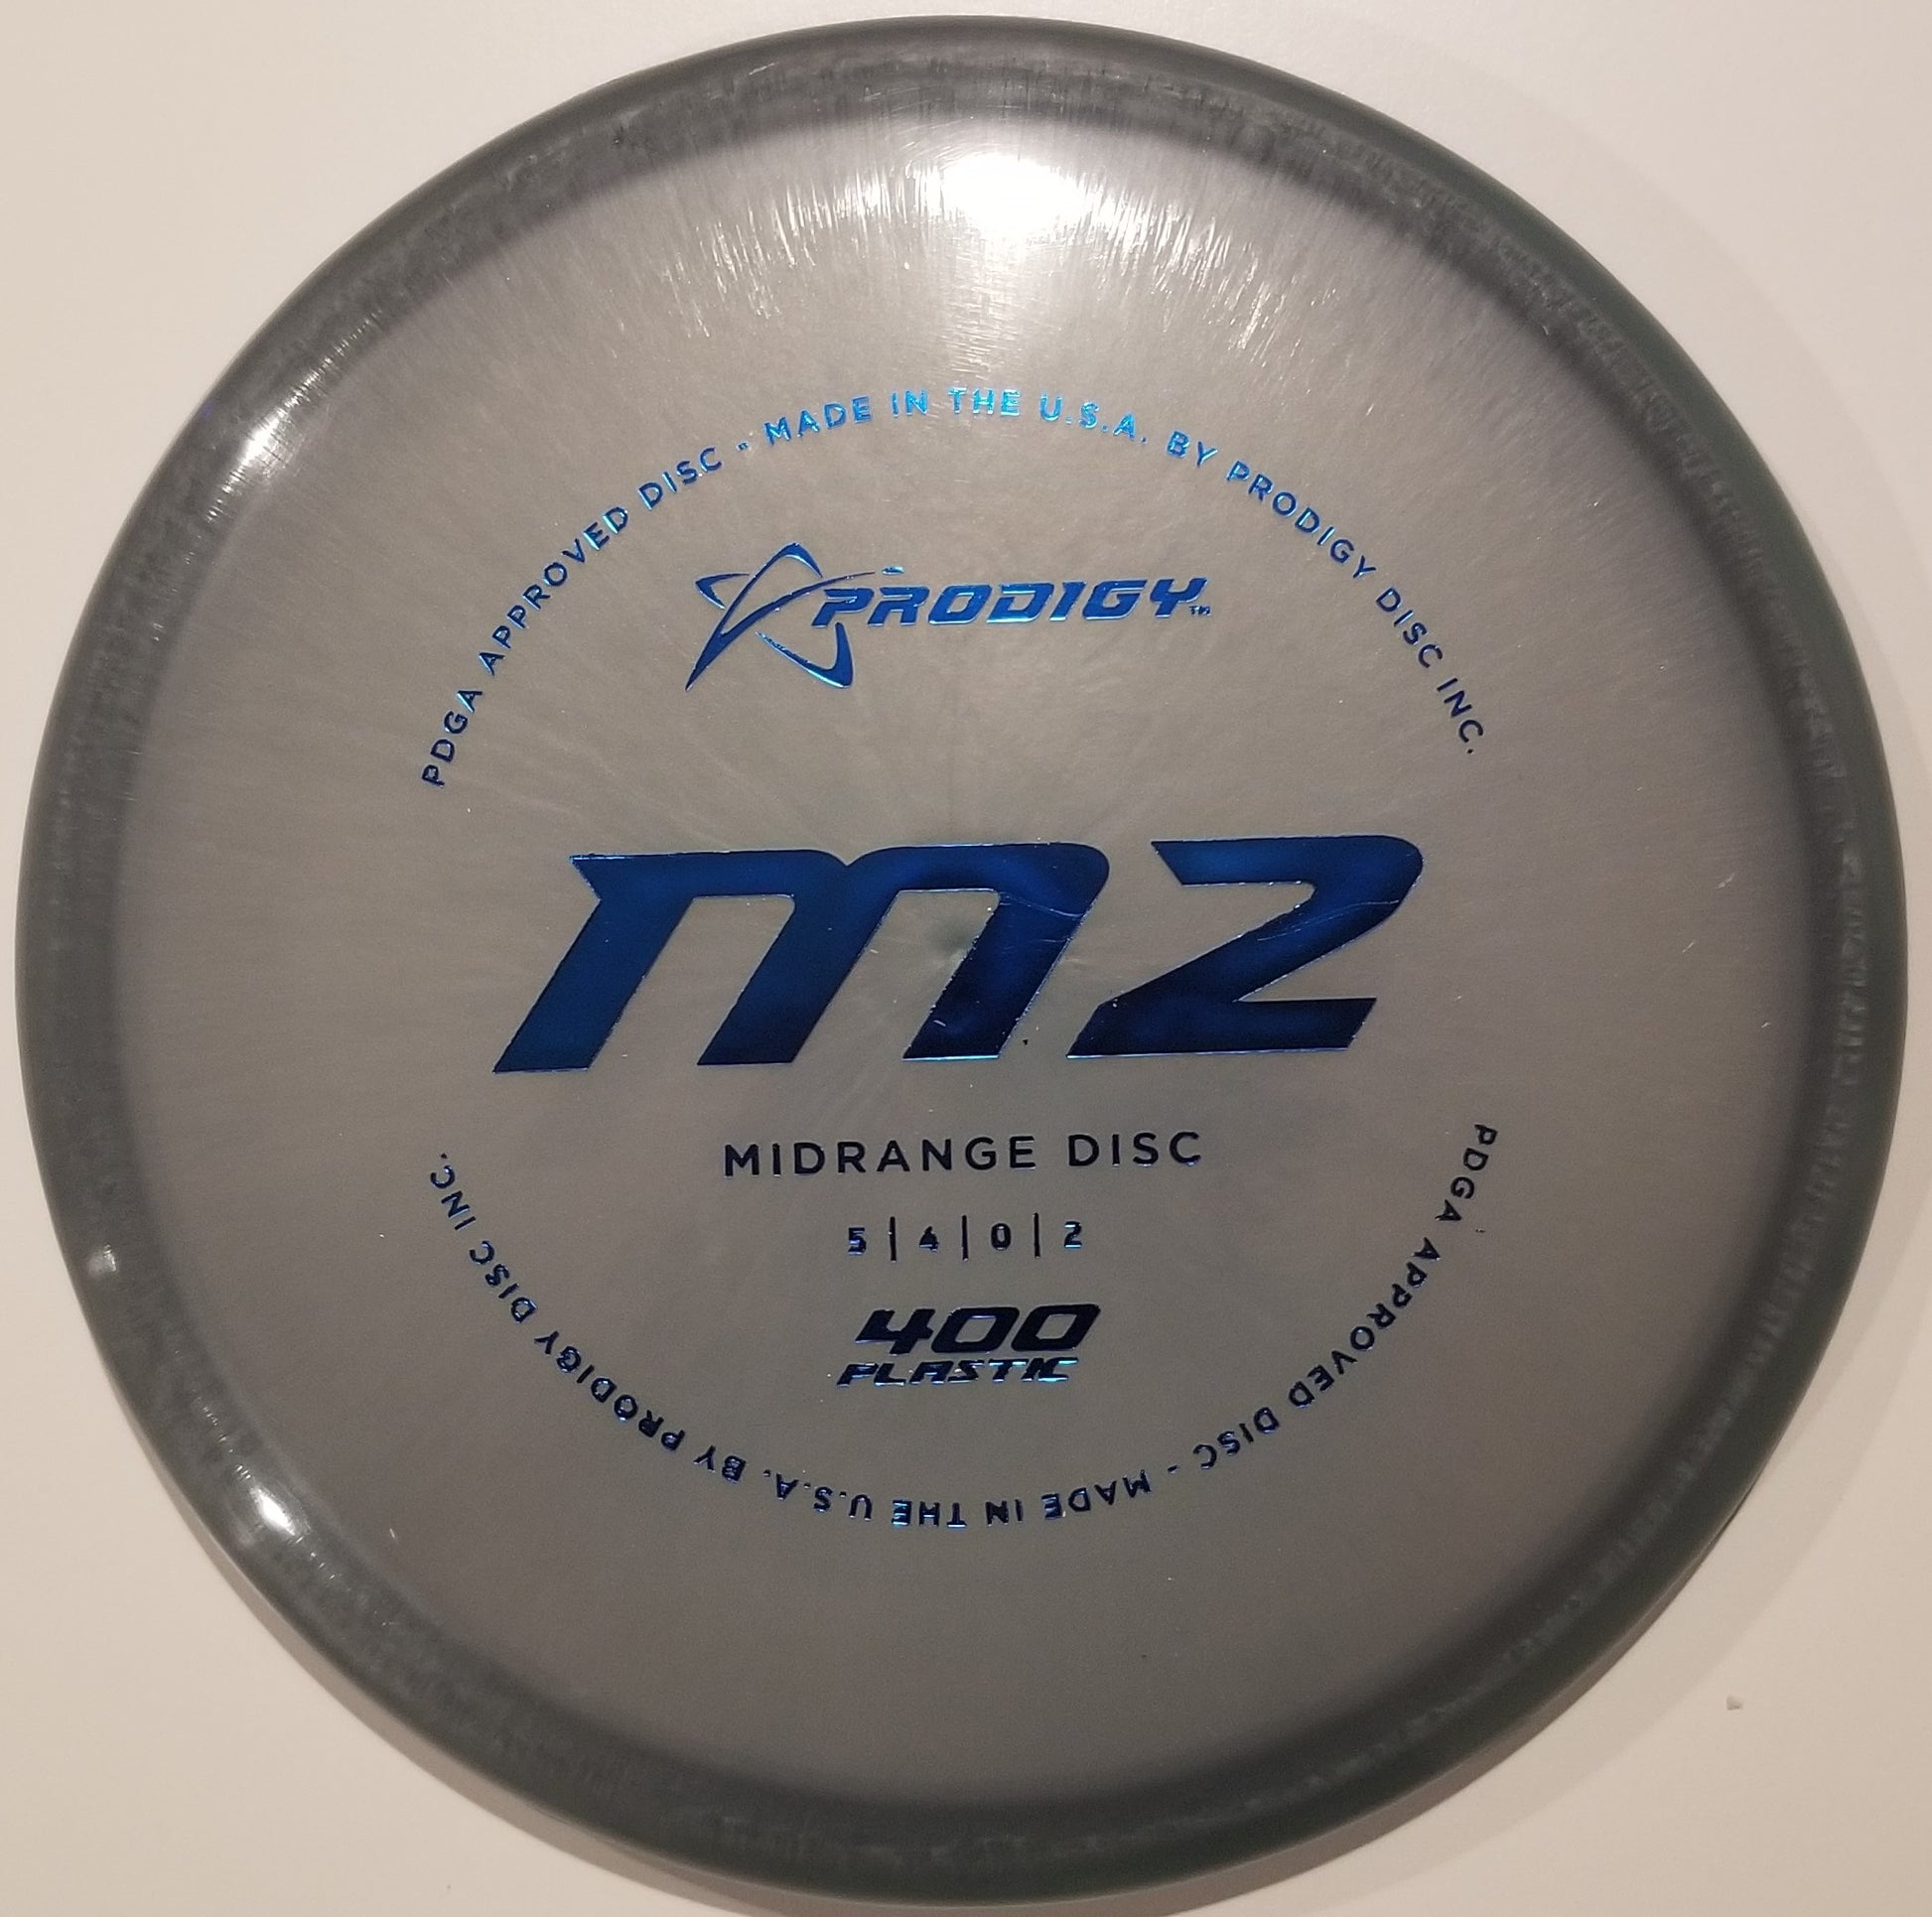 PDGA APPROVED DISC - MADE IN THE U.S.A. BY PRODIGY DISC INC.
PRODIGY™
M2
MIDRANGE DISC
5 | 4 | 0 | 2
400
PLASTIC
PDGA APPROVED DISC - MADE IN THE U.S.A. BY PRODIGY DISC INC.